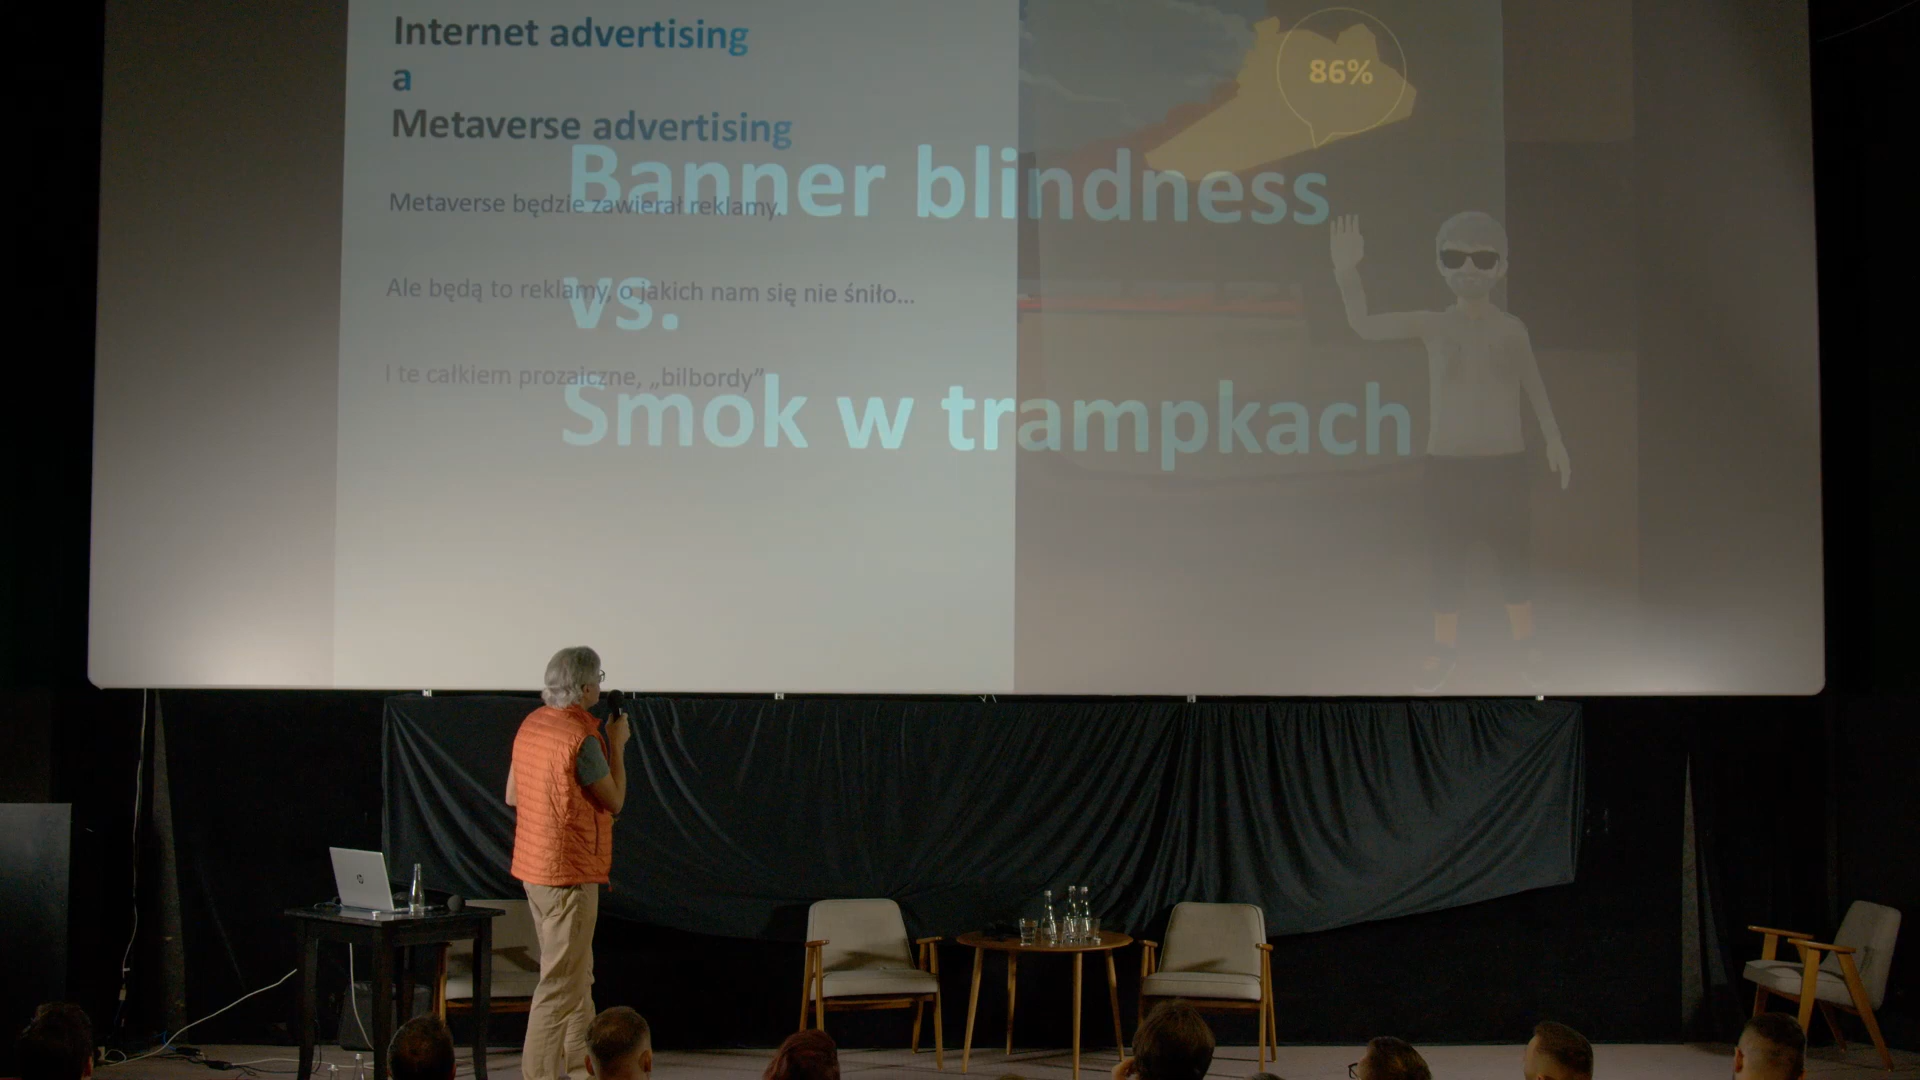 Internet advertising
a
Metaverse advertising
Metaverse będzie zawierał reklamy.
Ale będą to reklamy, o jakich nam się nie śniło...
I te całkiem prozaiczne, „bilbordy”
86%
Banner blindness
vs.
Smok w trampkach
hp